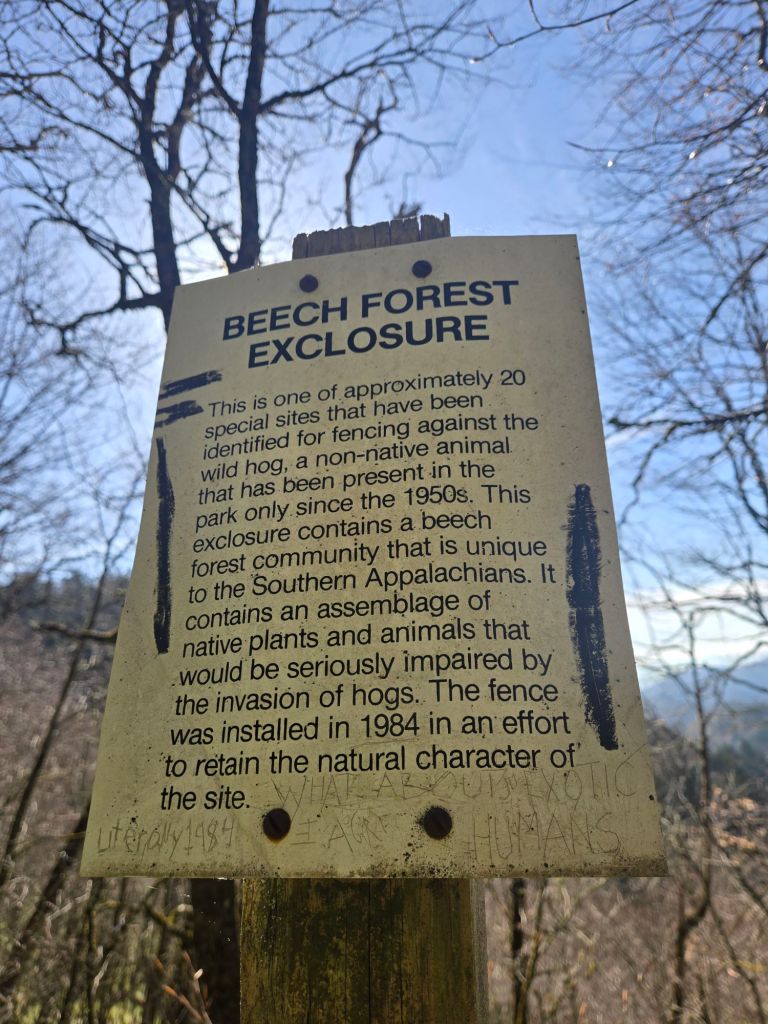 BEECH FOREST
EXCLOSURE
This is one of approximately 20
special sites that have been
identified for fencing against the
wild hog, a non-native animal
that has been present in the
park only since the 1950s. This
exclosure contains a beech
forest community that is unique
to the Southern Appalachians. It
contains an assemblage of
native plants and animals that
would be seriously impaired by
the invasion of hogs. The fence
was installed in 1984 in an effort
to retain the natural character of
the site.
WHAT ABOUT EXOTIC
HUMANS
Literally 1984
I AGREE